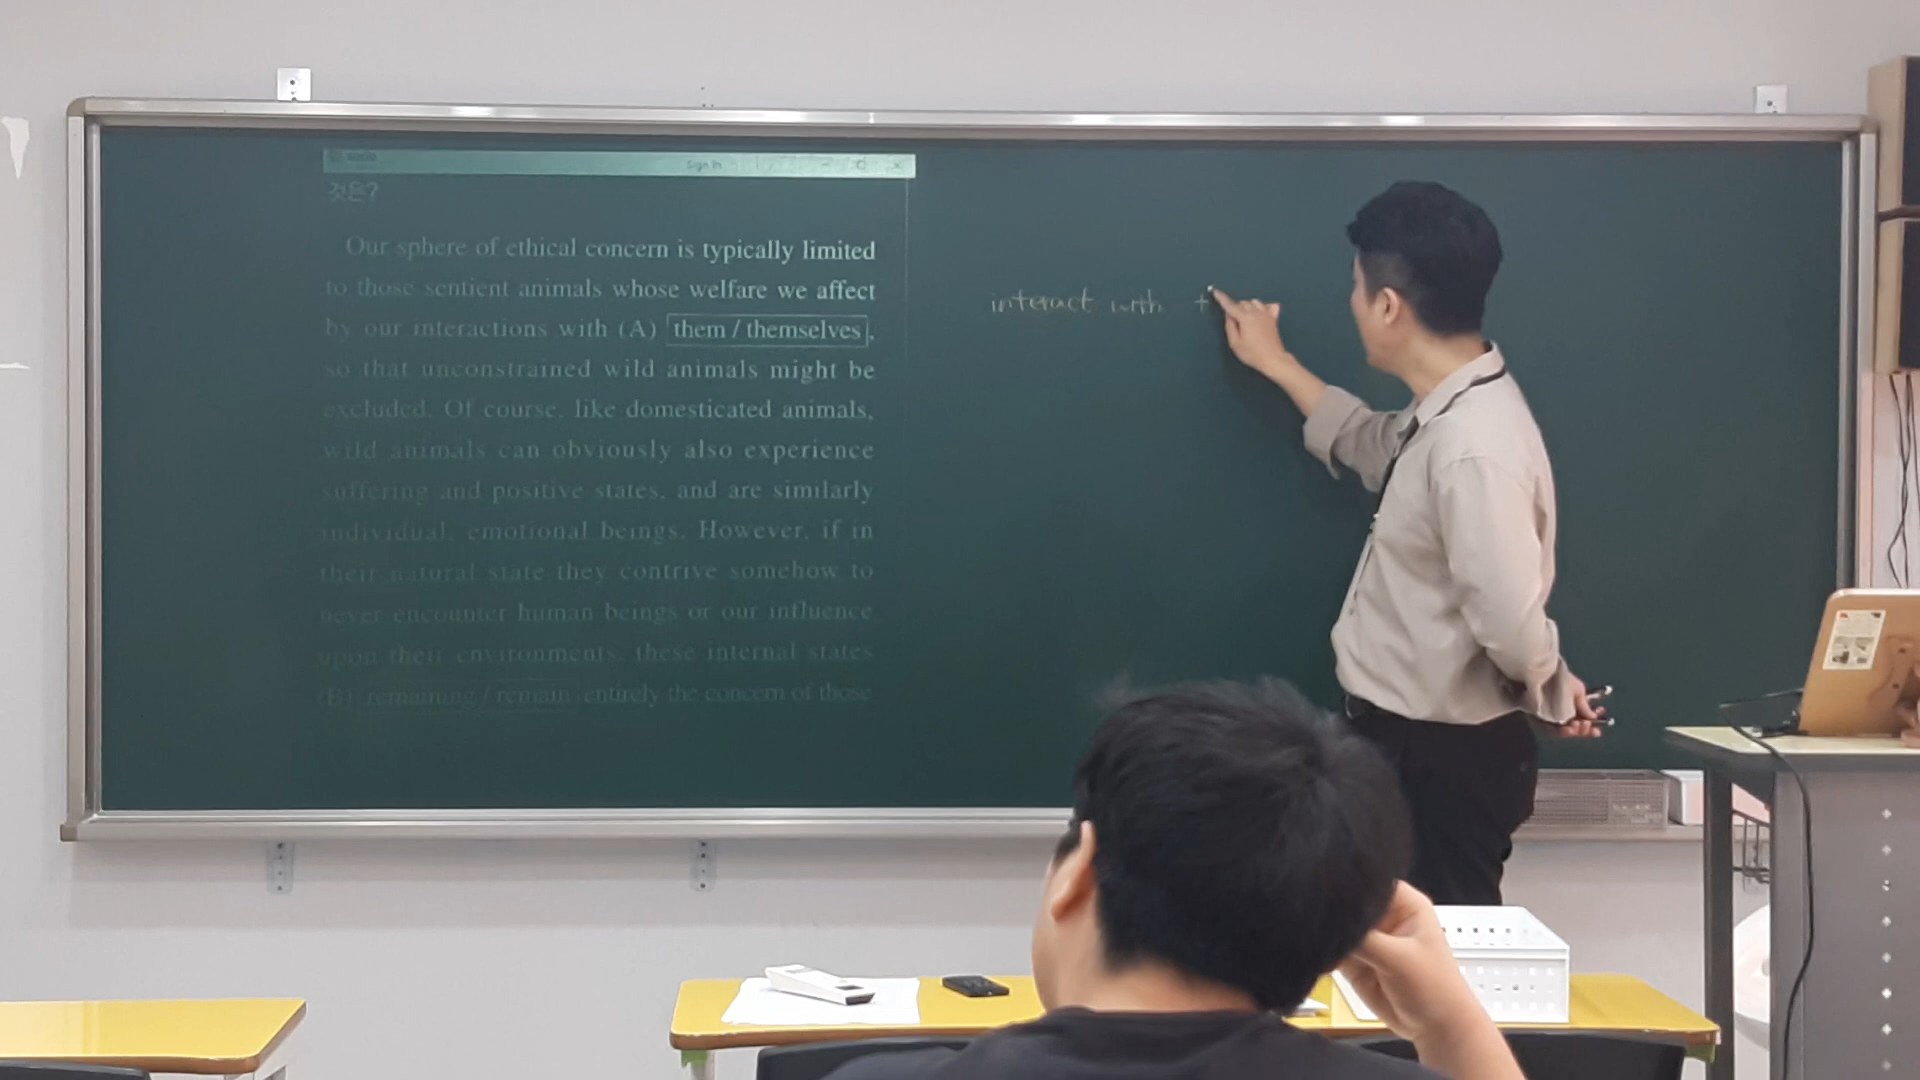 Sign In
것은?
Our sphere of ethical concern is typically limited
to those sentient animals whose welfare we affect
by our interactions with (A) them / themselves,
so that unconstrained wild animals might be
excluded. Of course, like domesticated animals,
wild animals can obviously also experience
suffering and positive states, and are similarly
individual, emotional beings. However, if in
their natural state they contrive somehow to
never encounter human beings or our influence
upon their environments, these internal states
(B) remaining / remain entirely the concern of those
interact with t